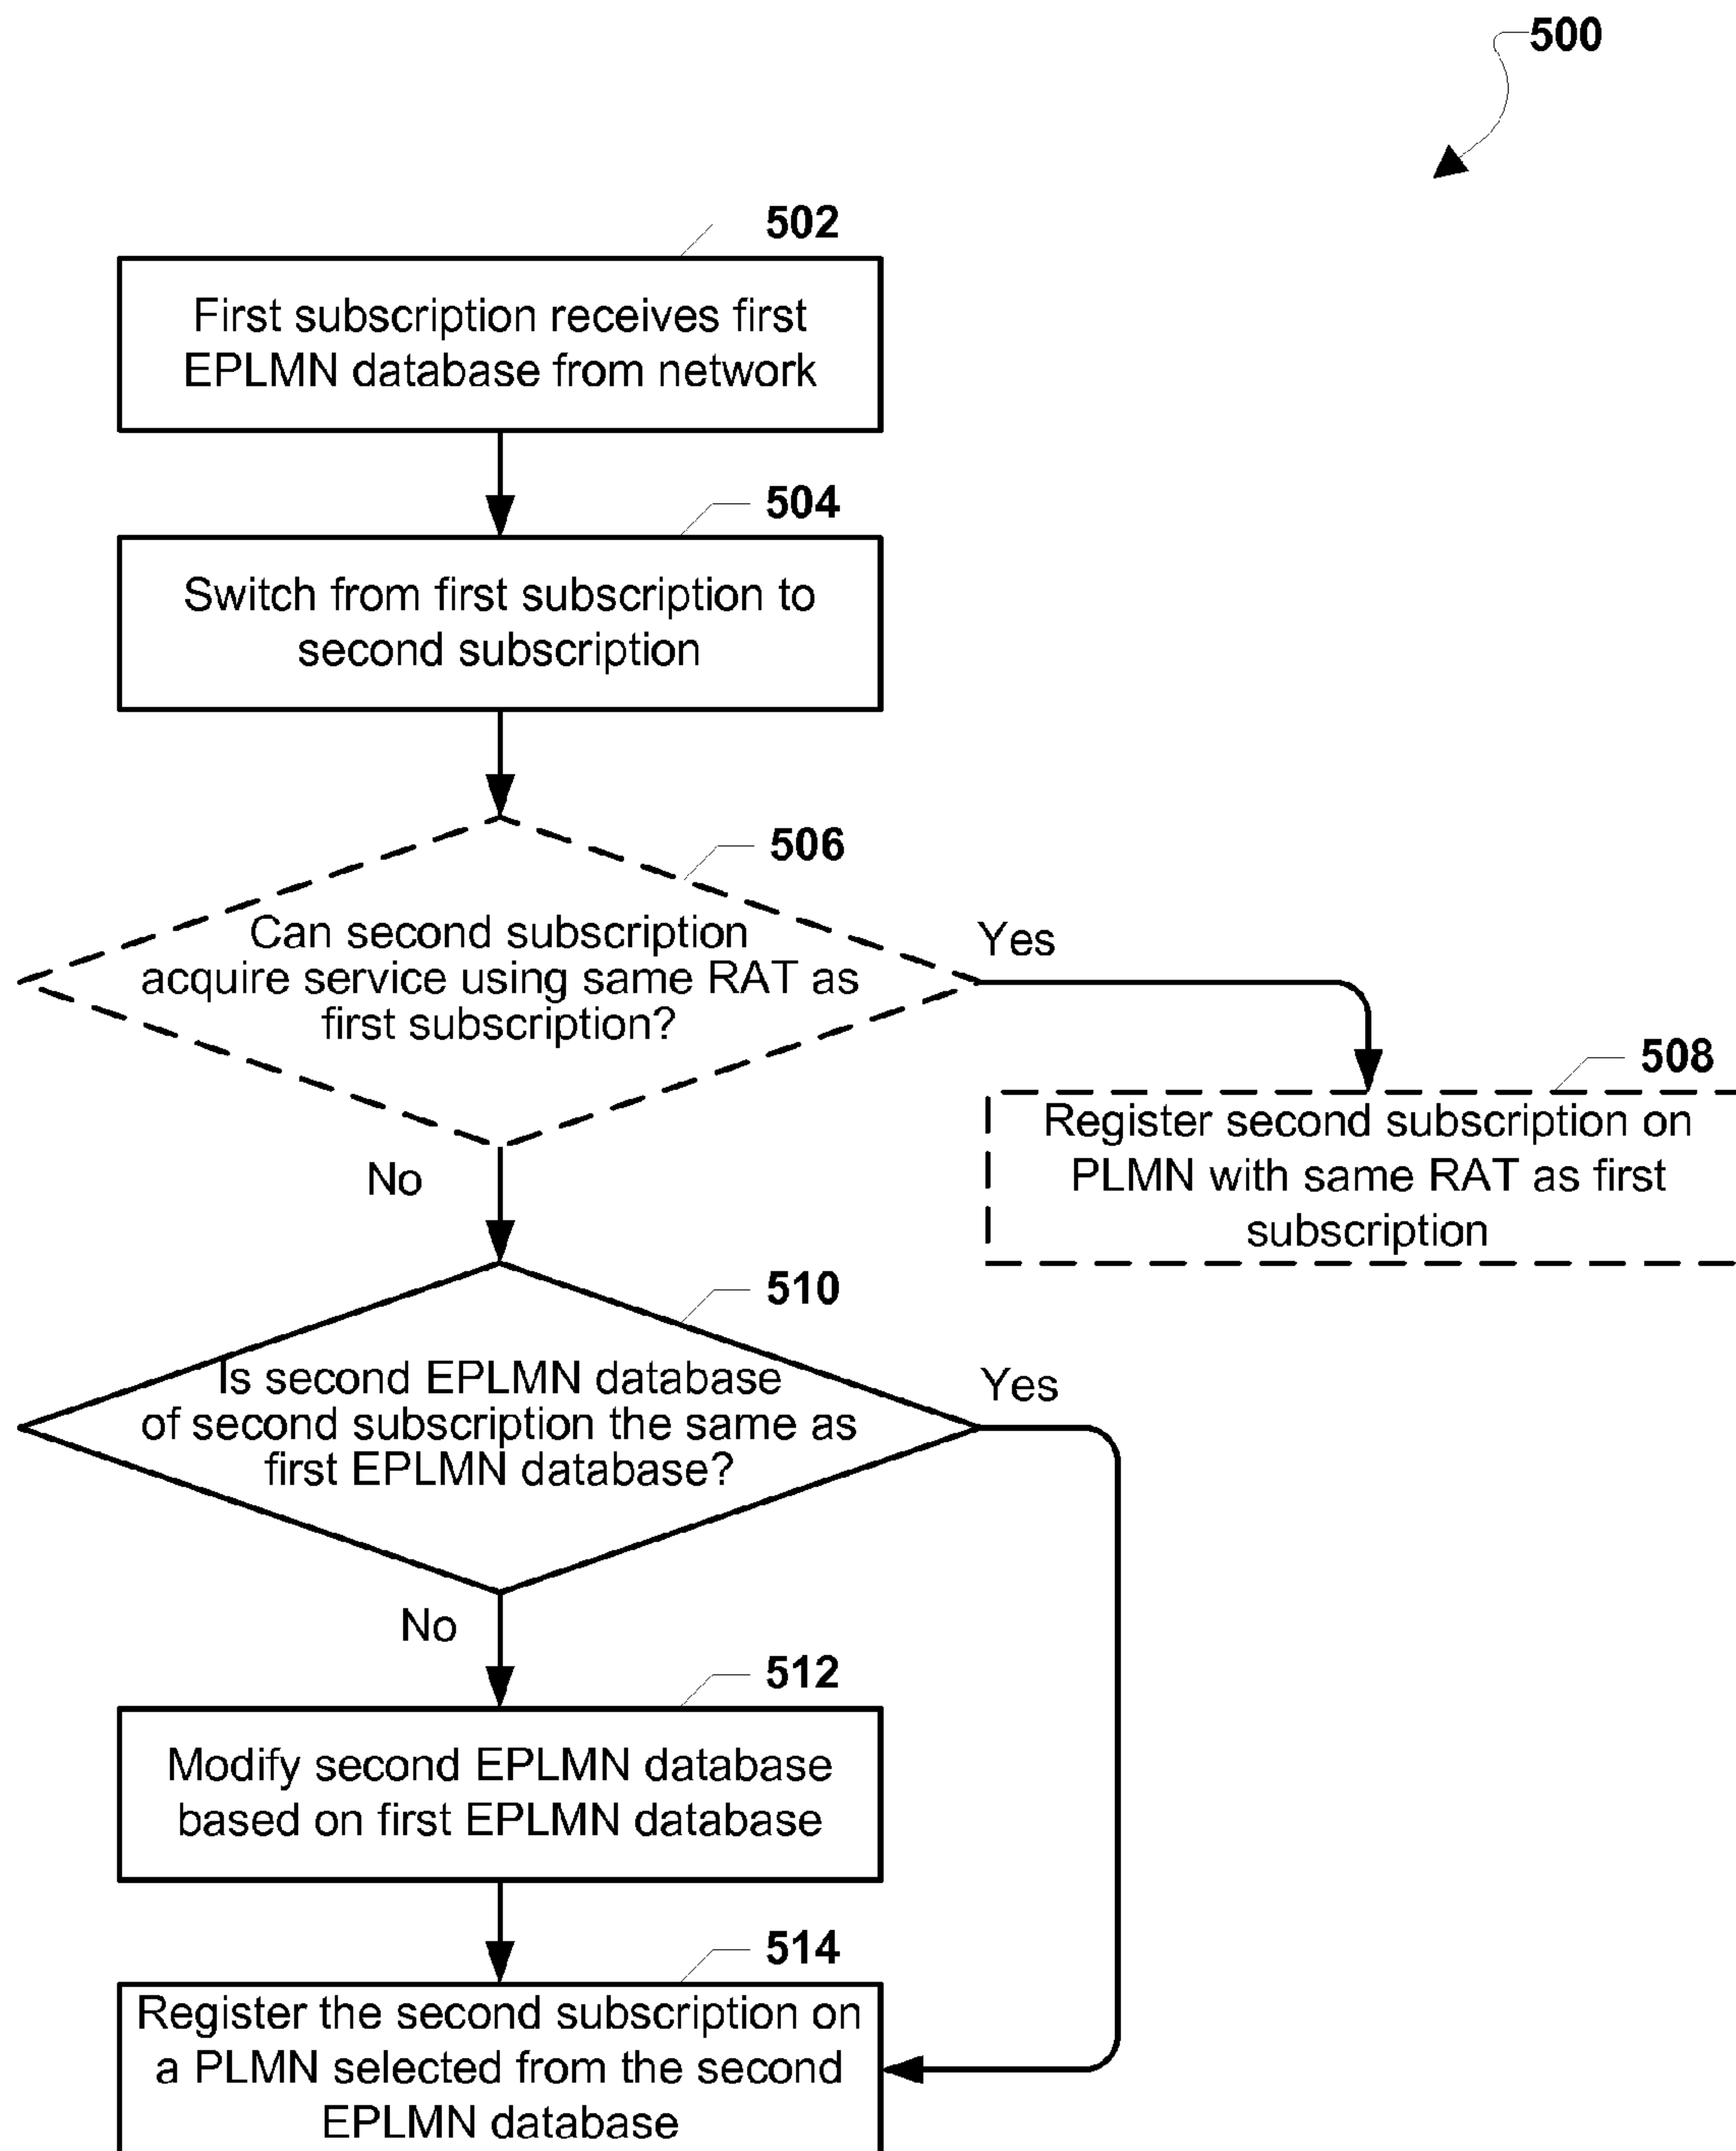 500
502
First subscription receives first
EPLMN database from network
504
Switch from first subscription to
second subscription
506
Can second subscription
acquire service using same RAT as
first subscription?
Yes
508
Register second subscription on
PLMN with same RAT as first
subscription
No
510
Is second EPLMN database
of second subscription the same as
first EPLMN database?
Yes
No
512
Modify second EPLMN database
based on first EPLMN database
514
Register the second subscription on
a PLMN selected from the second
EPLMN database